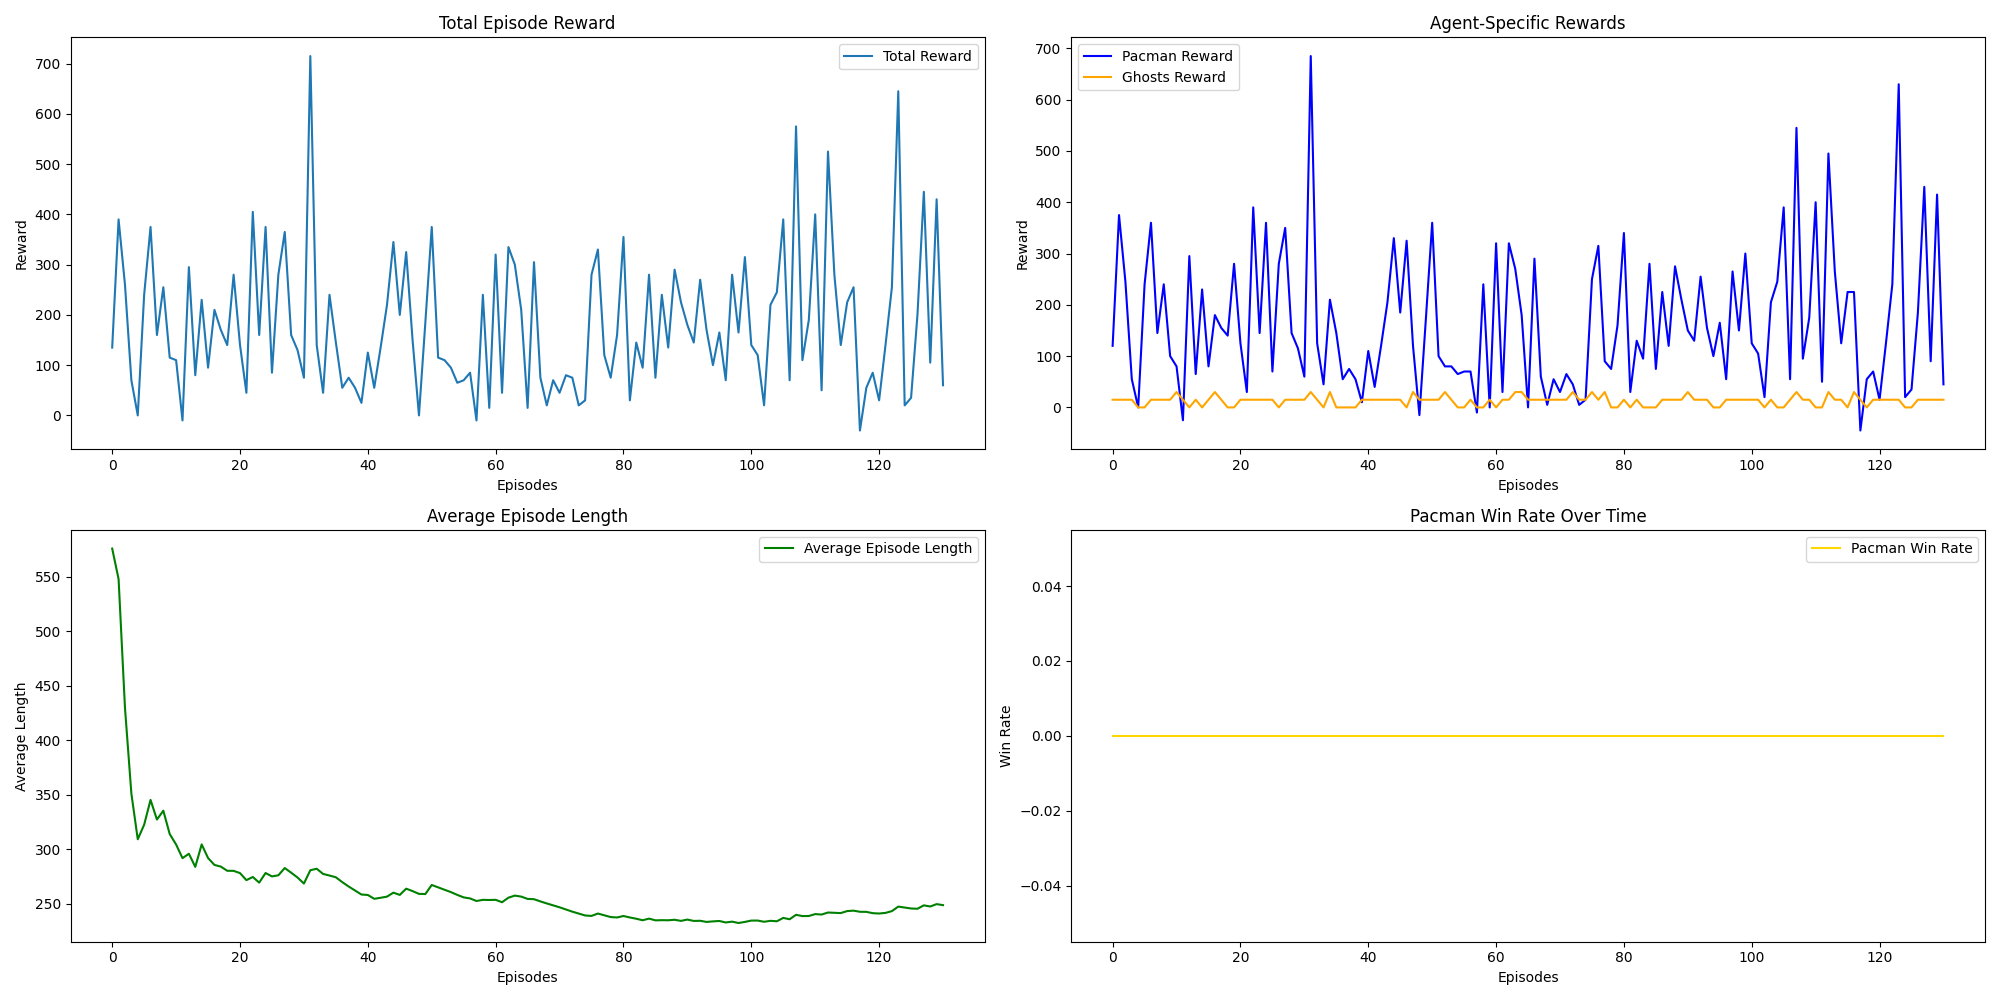 Total Episode Reward
Total Reward
700
600
500
400
300
200
100
0
Reward
0 20 40 60 80 100 120
Episodes
Agent-Specific Rewards
Pacman Reward
Ghosts Reward
700
600
500
400
300
200
100
0
Reward
0 20 40 60 80 100 120
Episodes
Average Episode Length
Average Episode Length
550
500
450
400
350
300
250
Average Length
0 20 40 60 80 100 120
Episodes
Pacman Win Rate Over Time
Pacman Win Rate
0.04
0.02
0.00
−0.02
−0.04
Win Rate
0 20 40 60 80 100 120
Episodes